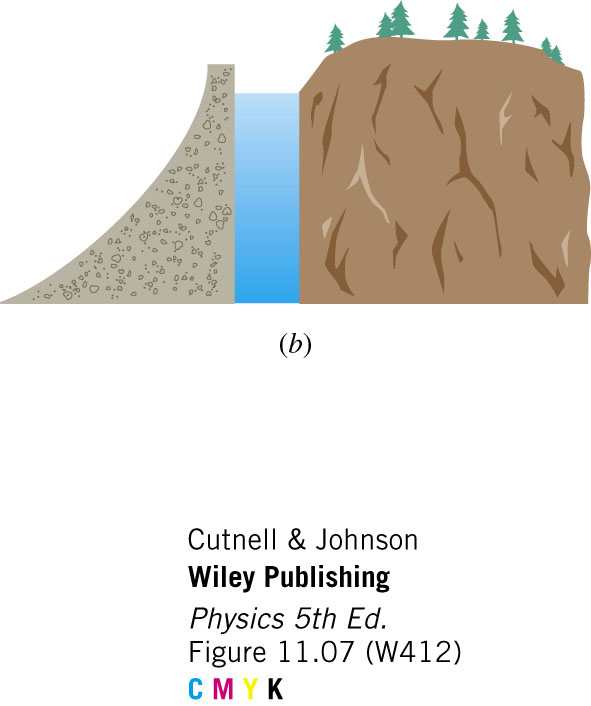 (b)
Cutnell & Johnson
Wiley Publishing
Physics 5th Ed.
Figure 11.07 (W412)
C M Y K